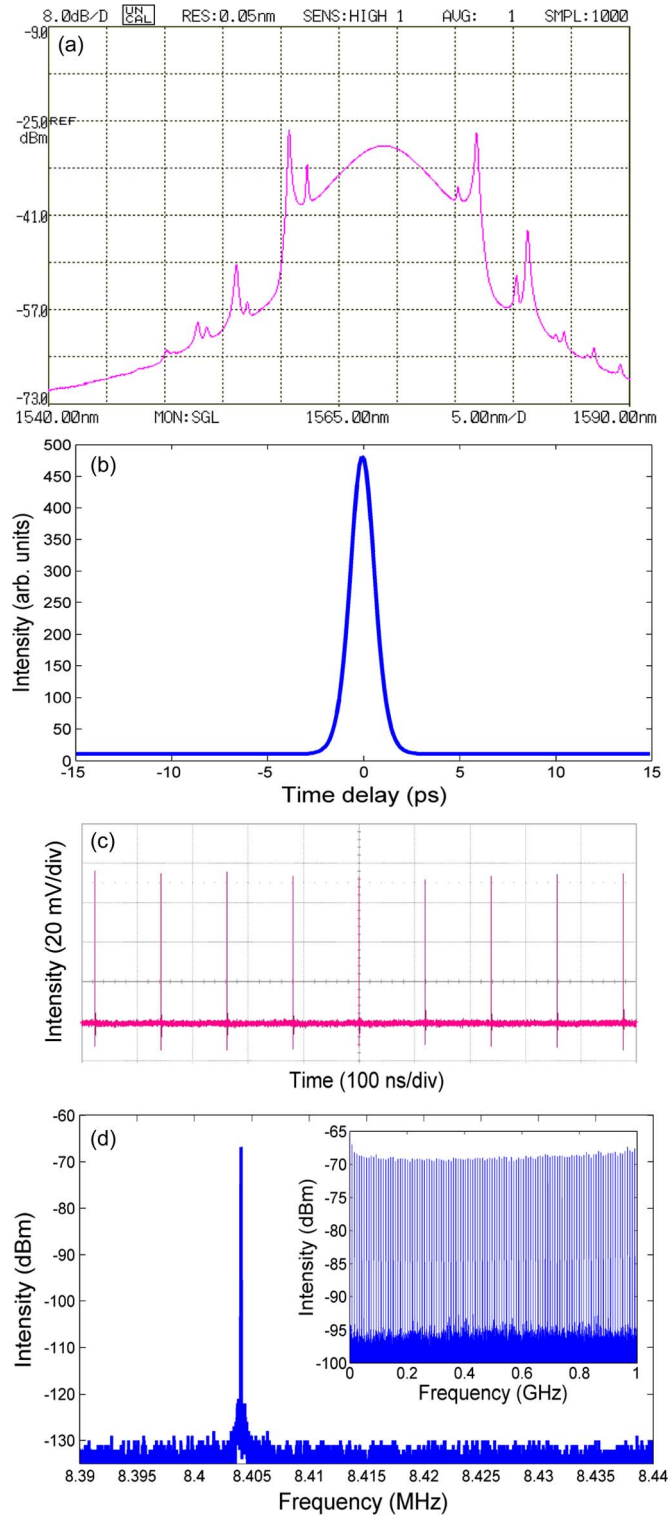 8.0dB/D UN CAL RES:0.05nm SENS:HIGH 1 AVG: 1 SMPL:1000
-9.0
(a)
-25.0 REF
dBm
-41.0
-57.0
-73.0
1540.00nm MON:SGL 1565.00nm 5.00nm/D 1590.00nm
(b)
500
450
400
350
300
250
200
150
100
50
0
Intensity (arb. units)
-15 -10 -5 0 5 10 15
Time delay (ps)
(c)
Intensity (20 mV/div)
Time (100 ns/div)
(d)
-60
-70
-80
-90
-100
-110
-120
-130
Intensity (dBm)
8.39 8.395 8.4 8.405 8.41 8.415 8.42 8.425 8.43 8.435 8.44
Frequency (MHz)
-65
-70
-75
-80
-85
-90
-95
-100
Intensity (dBm)
0 0.2 0.4 0.6 0.8 1
Frequency (GHz)